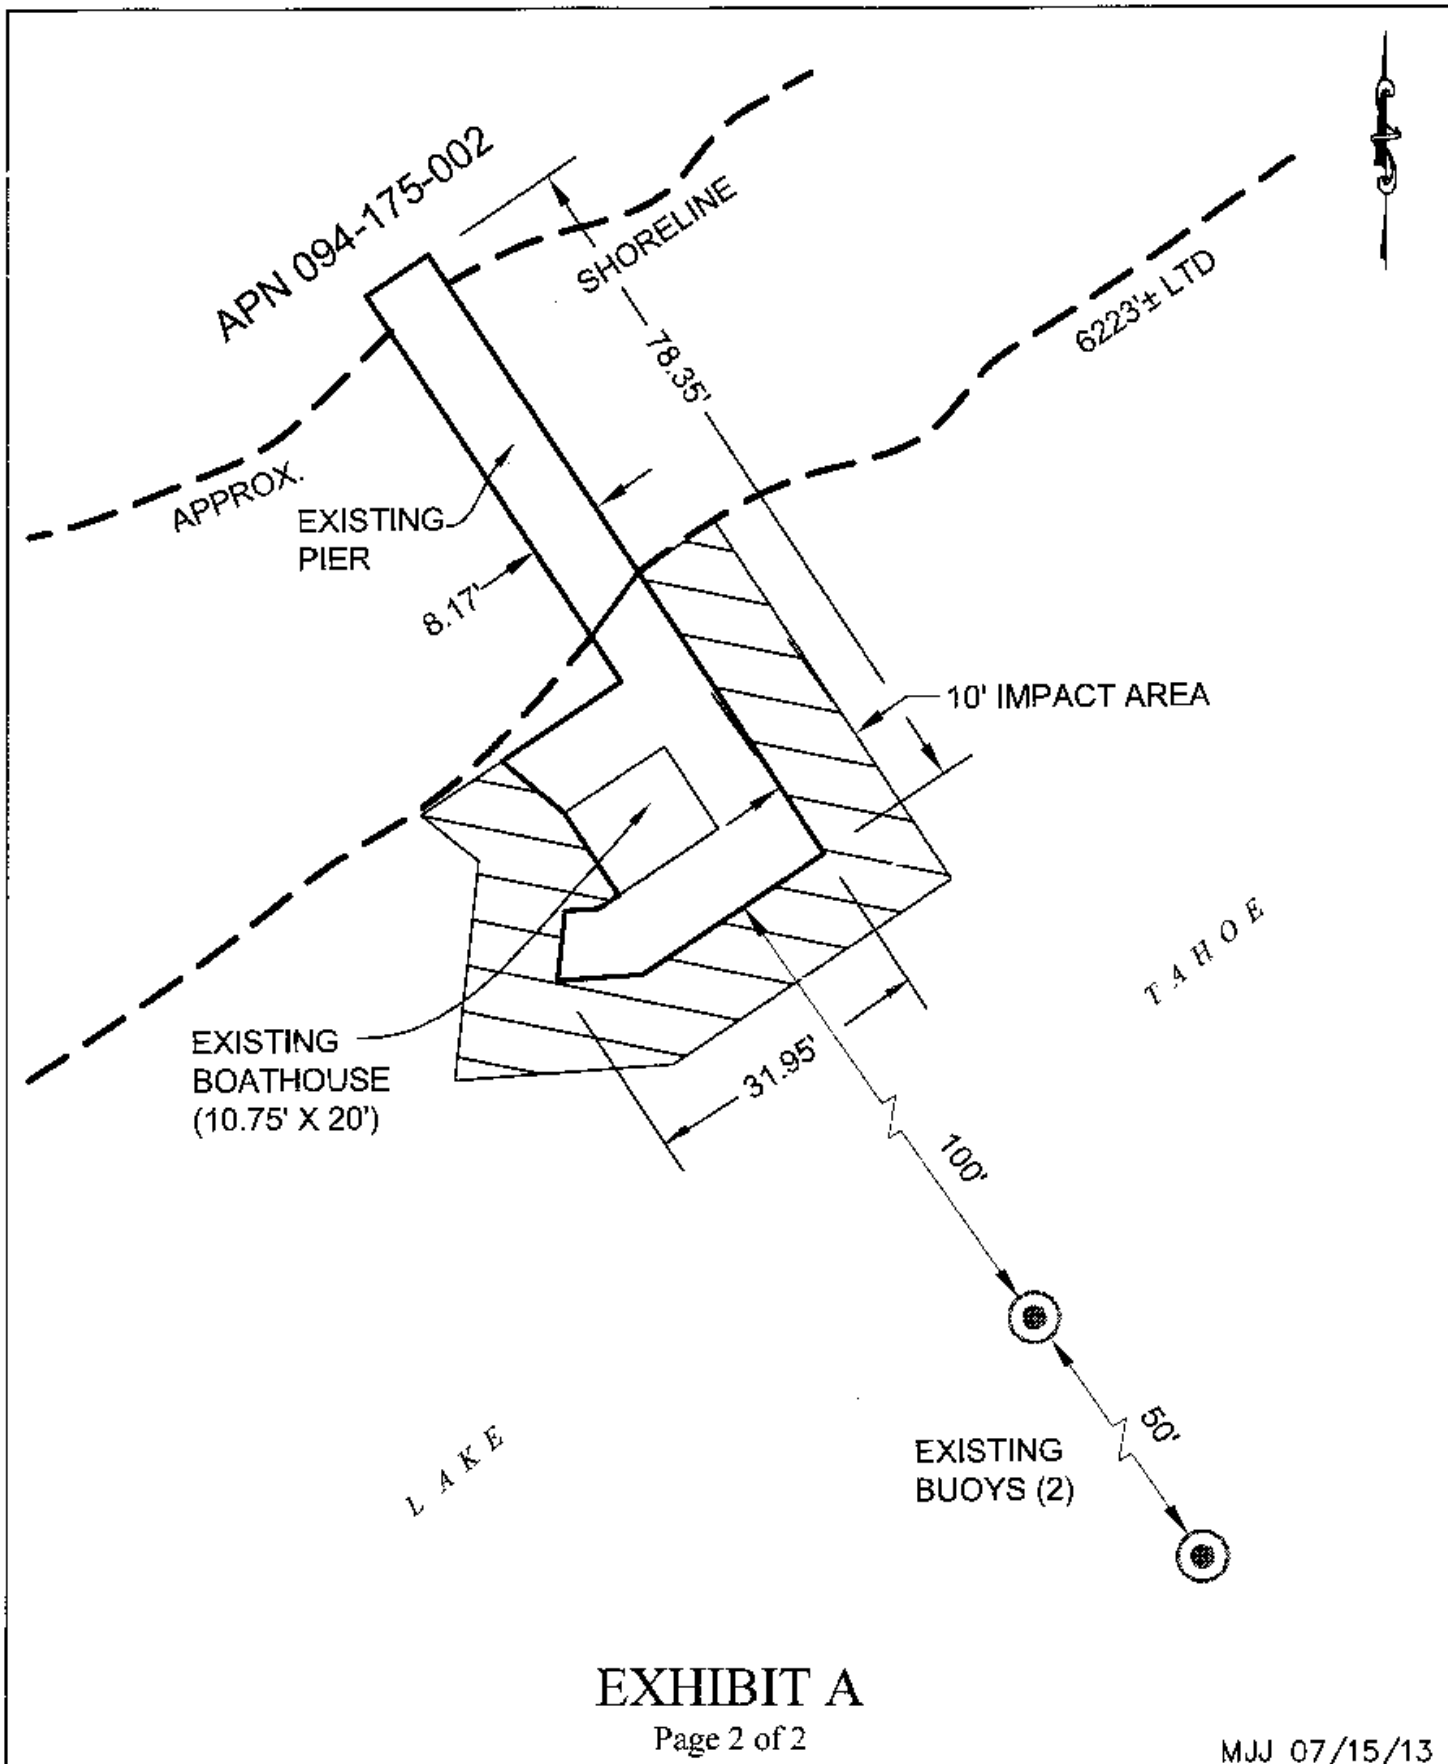 APN 094-175-002
SHORELINE
6223'± LTD
78.35'
APPROX.
EXISTING
PIER
8.17'
10' IMPACT AREA
TAHOE
EXISTING
BOATHOUSE
(10.75' X 20')
31.95'
100'
LAKE
50'
EXISTING
BUOYS (2)
EXHIBIT A
Page 2 of 2
MJJ 07/15/13